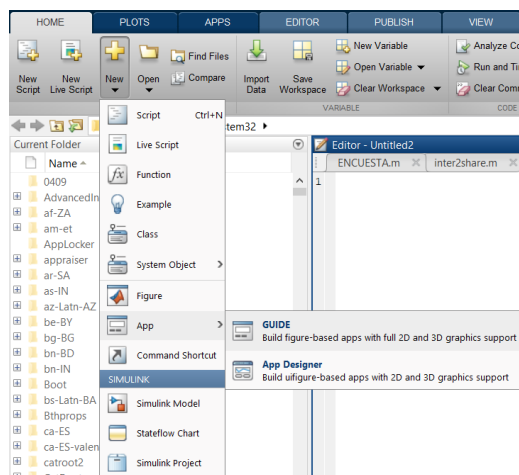 HOME PLOTS APPS EDITOR PUBLISH VIEW
New Script
New Live Script
New
Open
Find Files
Compare
Import Data
Save Workspace
New Variable
Open Variable
Clear Workspace
VARIABLE
Analyze Co
Run and Ti
Clear Comm
CODE
tem32
Current Folder
Name
0409
AdvancedIn
af-ZA
am-et
AppLocker
appraiser
ar-SA
as-IN
az-Latn-AZ
be-BY
bg-BG
bn-BD
bn-IN
Boot
bs-Latn-BA
Bthprops
ca-ES
ca-ES-valen
catroot2
Script Ctrl+N
Live Script
Function
Example
Class
System Object
Figure
App
Command Shortcut
SIMULINK
Simulink Model
Stateflow Chart
Simulink Project
GUIDE
Build figure-based apps with full 2D and 3D graphics support
App Designer
Build uifigure-based apps with 2D and 3D graphics support
Editor - Untitled2
ENCUESTA.m inter2share.m
1